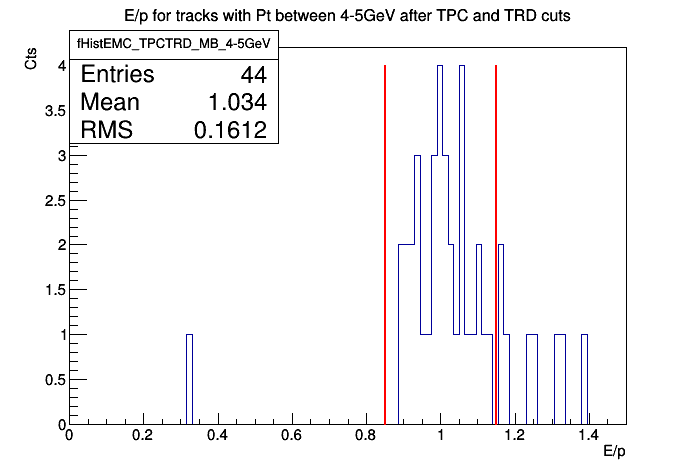 E/p for tracks with Pt between 4-5GeV after TPC and TRD cuts
fHistEMC_TPCTRD_MB_4-5GeV
Entries 44
Mean 1.034
RMS 0.1612
Cts
4
3.5
3
2.5
2
1.5
1
0.5
0
0 0.2 0.4 0.6 0.8 1 1.2 1.4
E/p